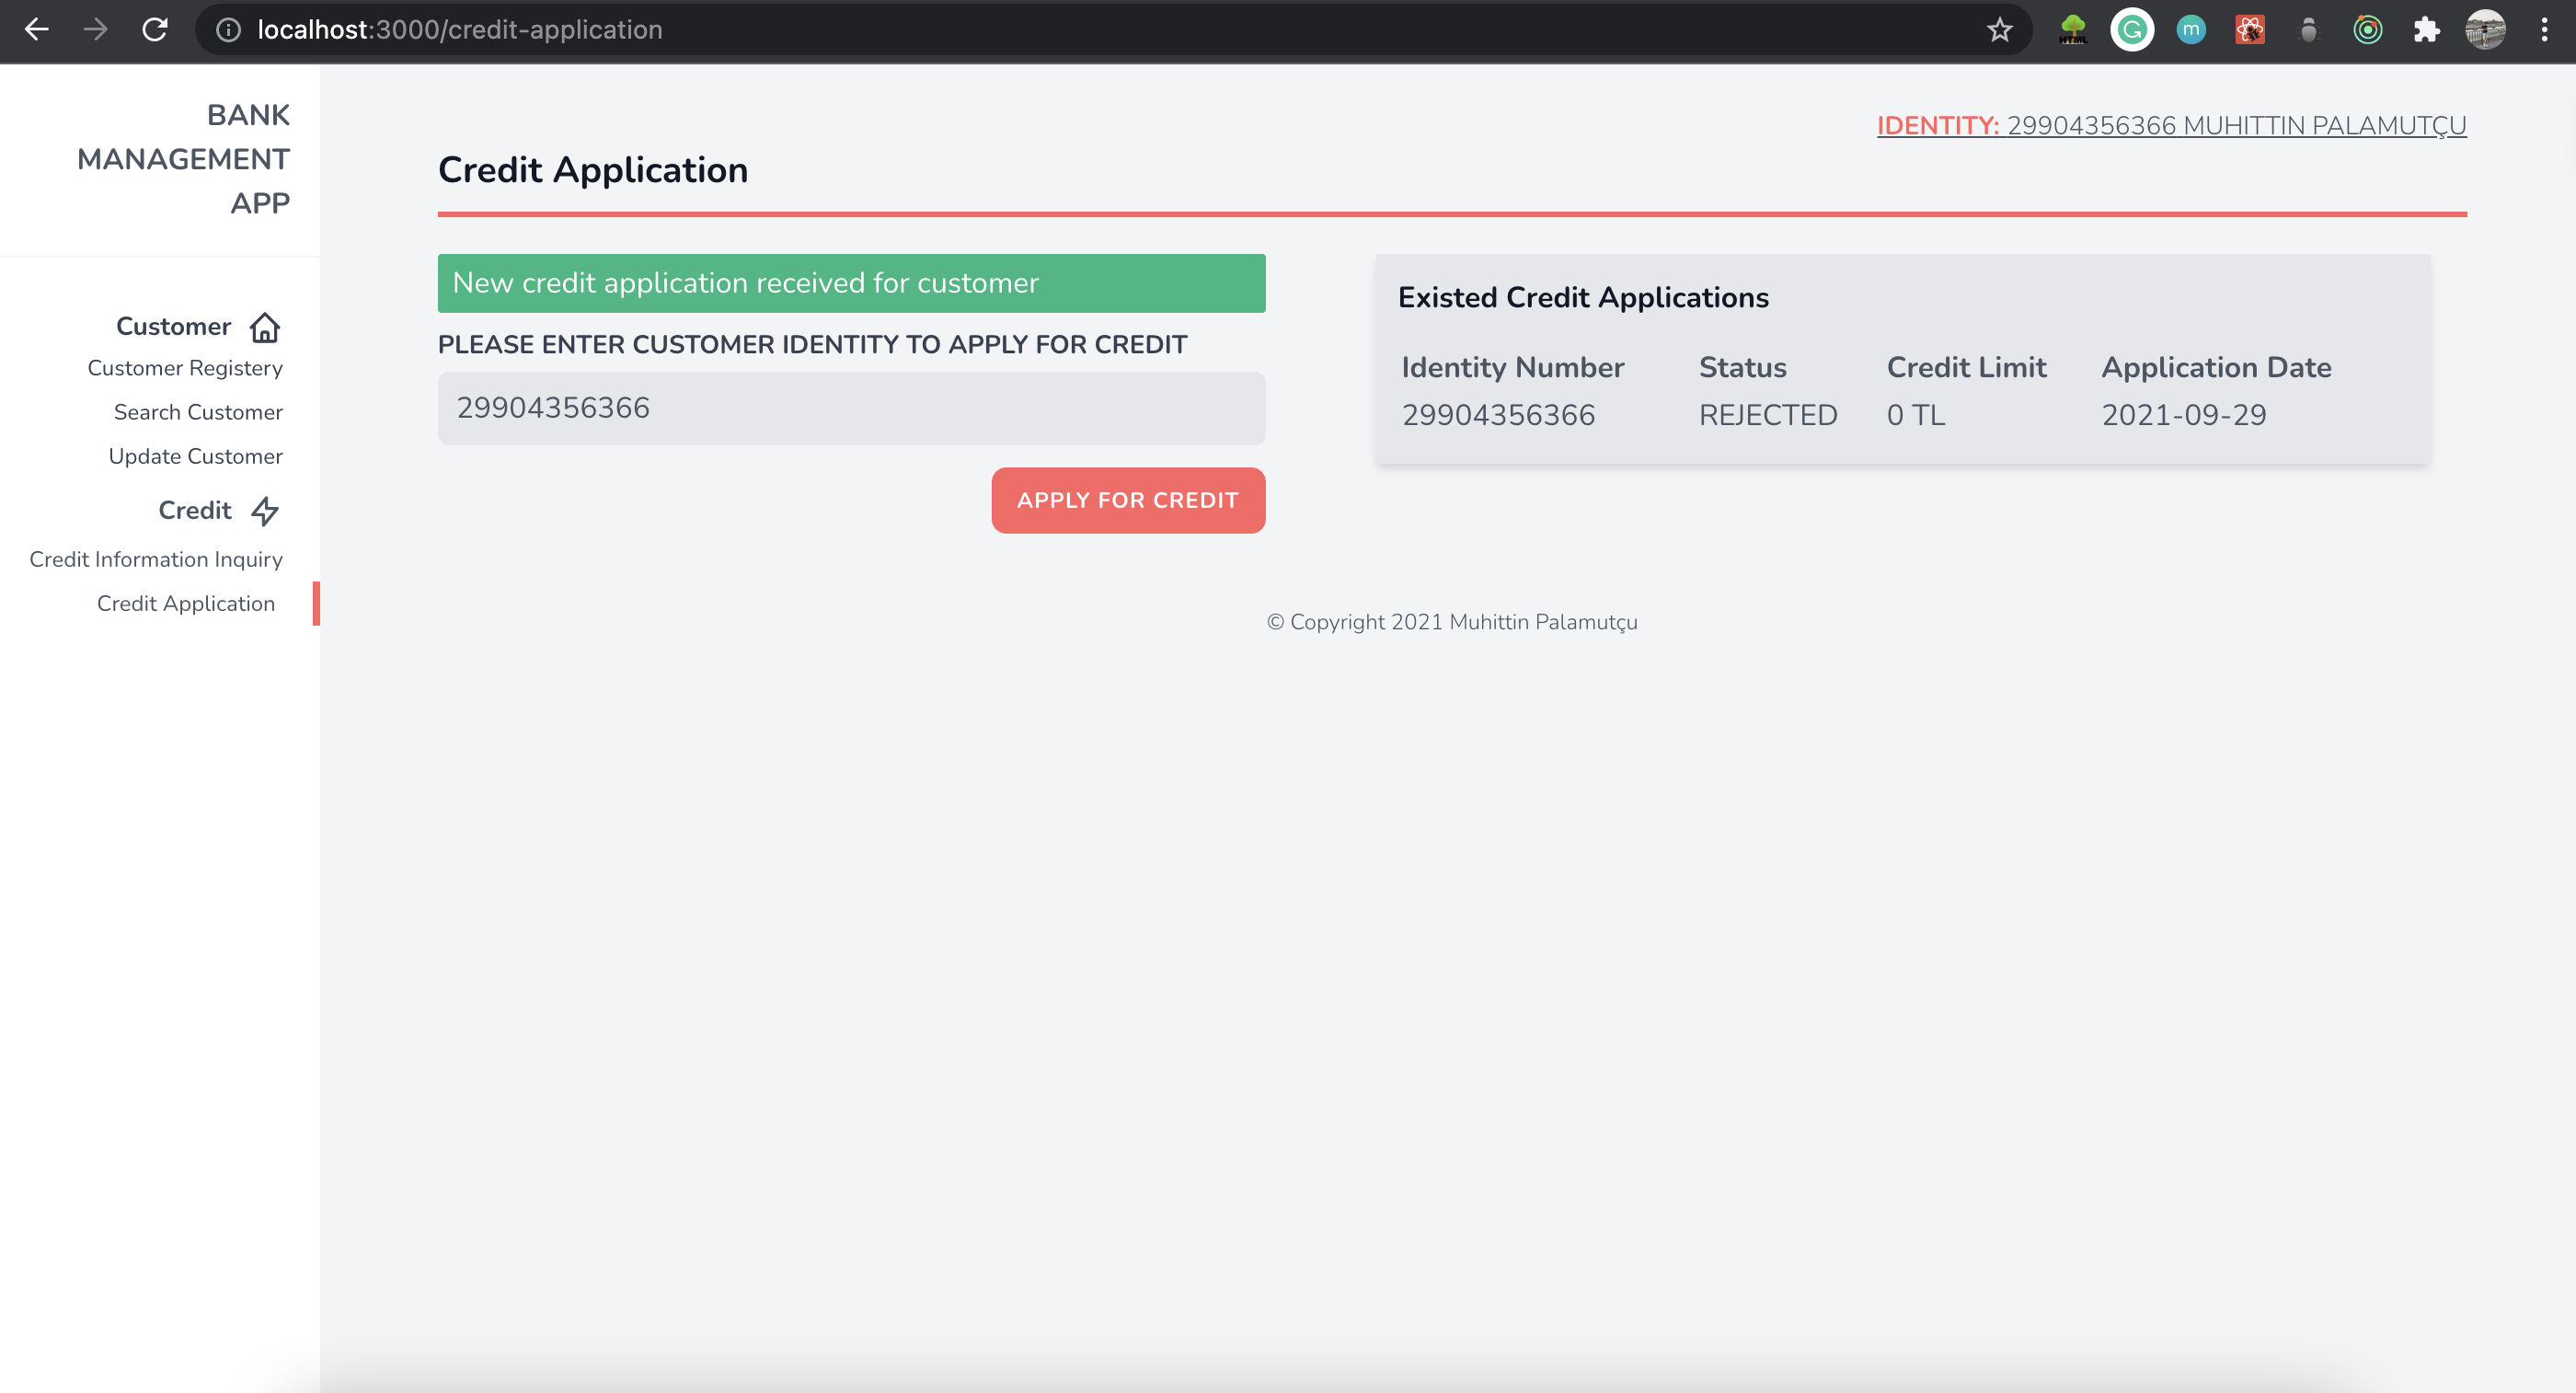 localhost:3000/credit-application
HTML
m
BANK
MANAGEMENT
APP
Customer
Customer Registery
Search Customer
Update Customer
Credit
Credit Information Inquiry
Credit Application
IDENTITY: 29904356366 MUHITTIN PALAMUTÇU
Credit Application
New credit application received for customer
PLEASE ENTER CUSTOMER IDENTITY TO APPLY FOR CREDIT
29904356366
APPLY FOR CREDIT
Existed Credit Applications
Identity Number Status Credit Limit Application Date
29904356366 REJECTED 0 TL 2021-09-29
© Copyright 2021 Muhittin Palamutçu